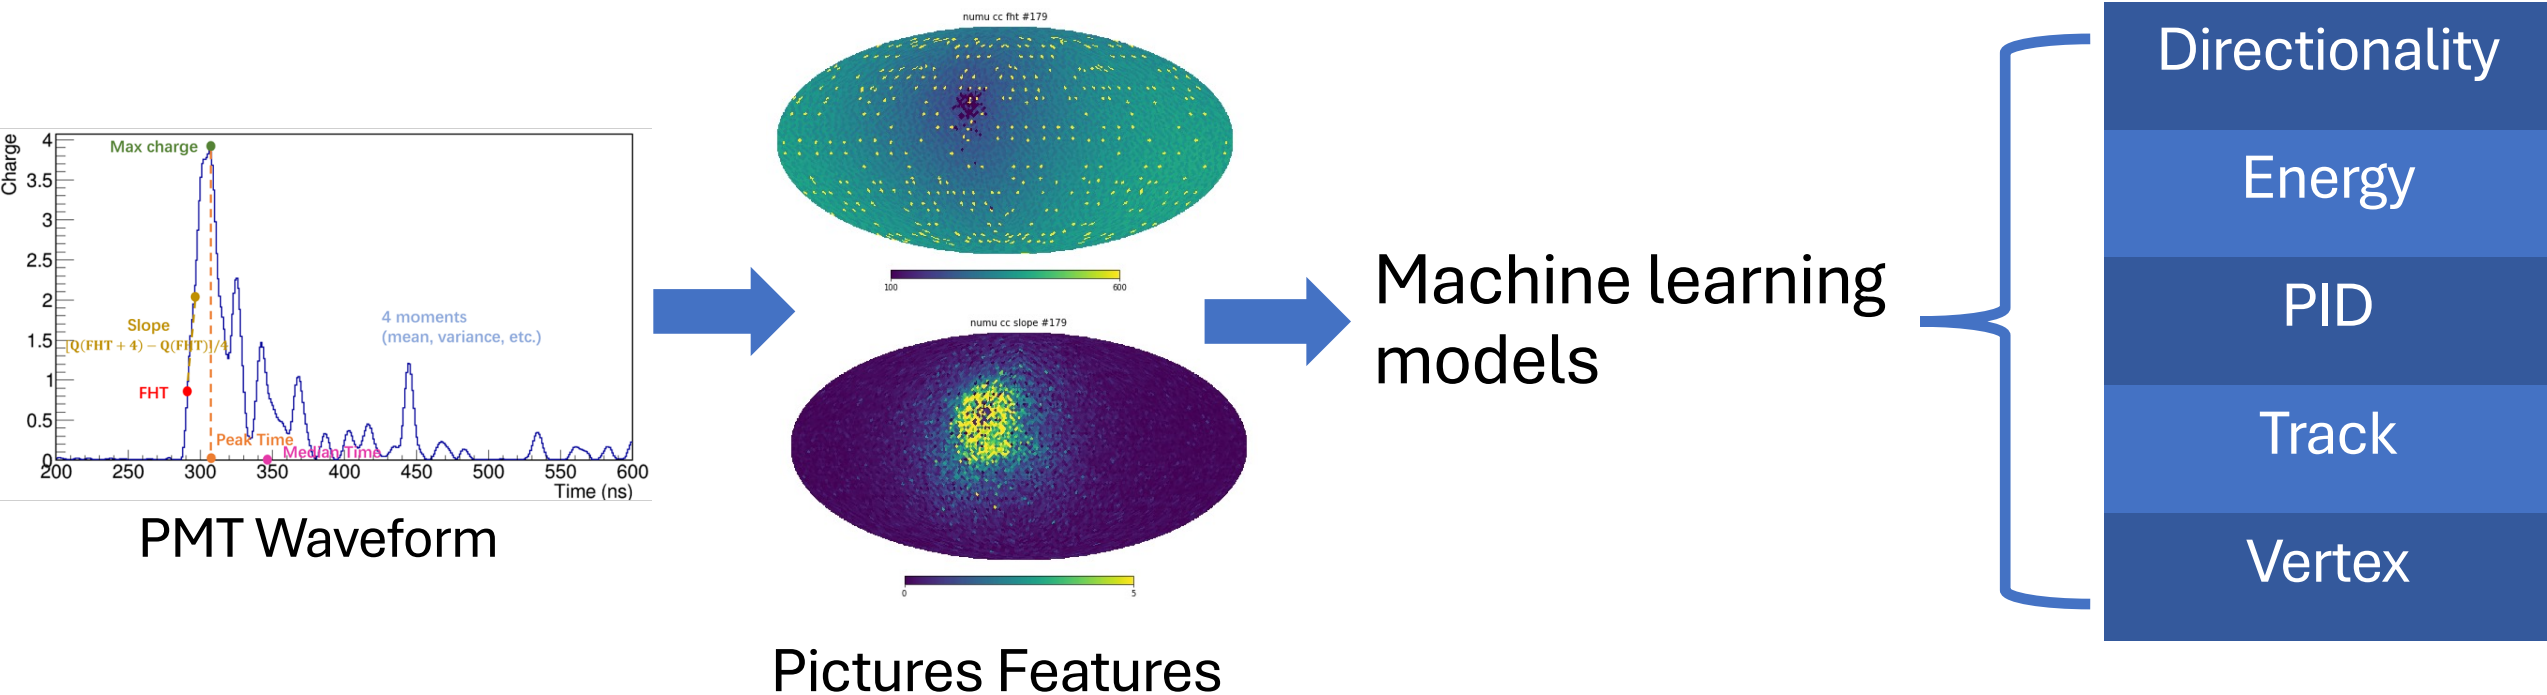 Charge
4
3.5
3
2.5
2
1.5
1
0.5
0
200 250 300 350 400 450 500 550 600
Time (ns)
Max charge
Slope
[Q(FHT + 4) − Q(FHT)]/4
FHT
Peak Time
Median Time
4 moments
(mean, variance, etc.)
PMT Waveform
numu cc fht #179
100 600
numu cc slope #179
0 5
Pictures Features
Machine learning
models
Directionality
Energy
PID
Track
Vertex